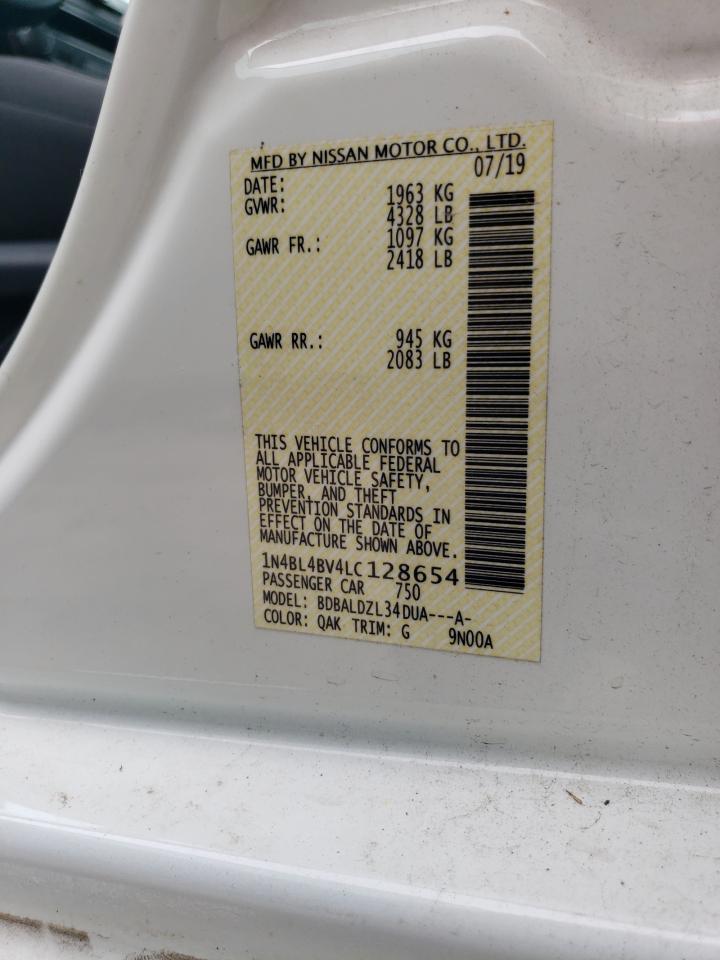 MFD BY NISSAN MOTOR CO., LTD.
DATE: 07/19
GVWR: 1963 KG
4328 LB
GAWR FR.: 1097 KG
2418 LB
GAWR RR.: 945 KG
2083 LB
THIS VEHICLE CONFORMS TO
ALL APPLICABLE FEDERAL
MOTOR VEHICLE SAFETY,
BUMPER, AND THEFT
PREVENTION STANDARDS IN
EFFECT ON THE DATE OF
MANUFACTURE SHOWN ABOVE.
1N4BL4BV4LC128654
PASSENGER CAR 750
MODEL: BDBALDZL34DUA---A-
COLOR: QAK TRIM: G 9N00A